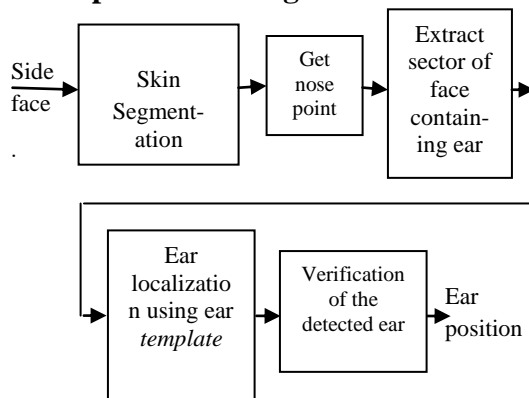 Side
face
.
Skin
Segment-
ation
Get
nose
point
Extract
sector of
face
contain-
ing ear
Ear
localizatio
n using ear
template
Verification
of the
detected ear
Ear
position